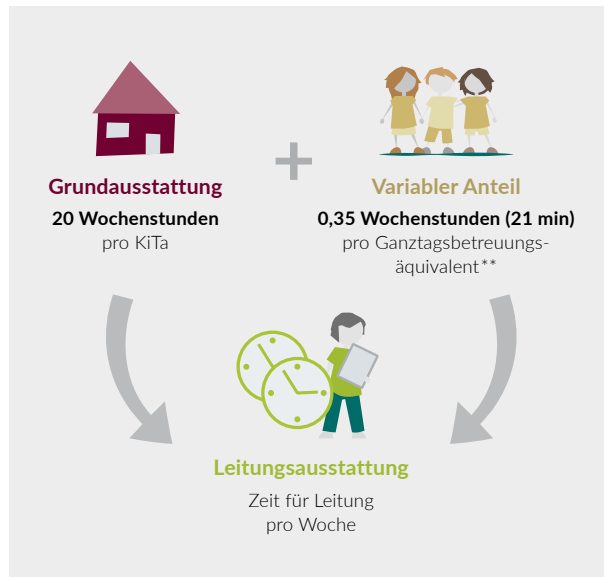 Grundausstattung
20 Wochenstunden
pro KiTa
Variabler Anteil
0,35 Wochenstunden (21 min)
pro Ganztagsbetreuungs-
äquivalent**
Leitungsausstattung
Zeit für Leitung
pro Woche